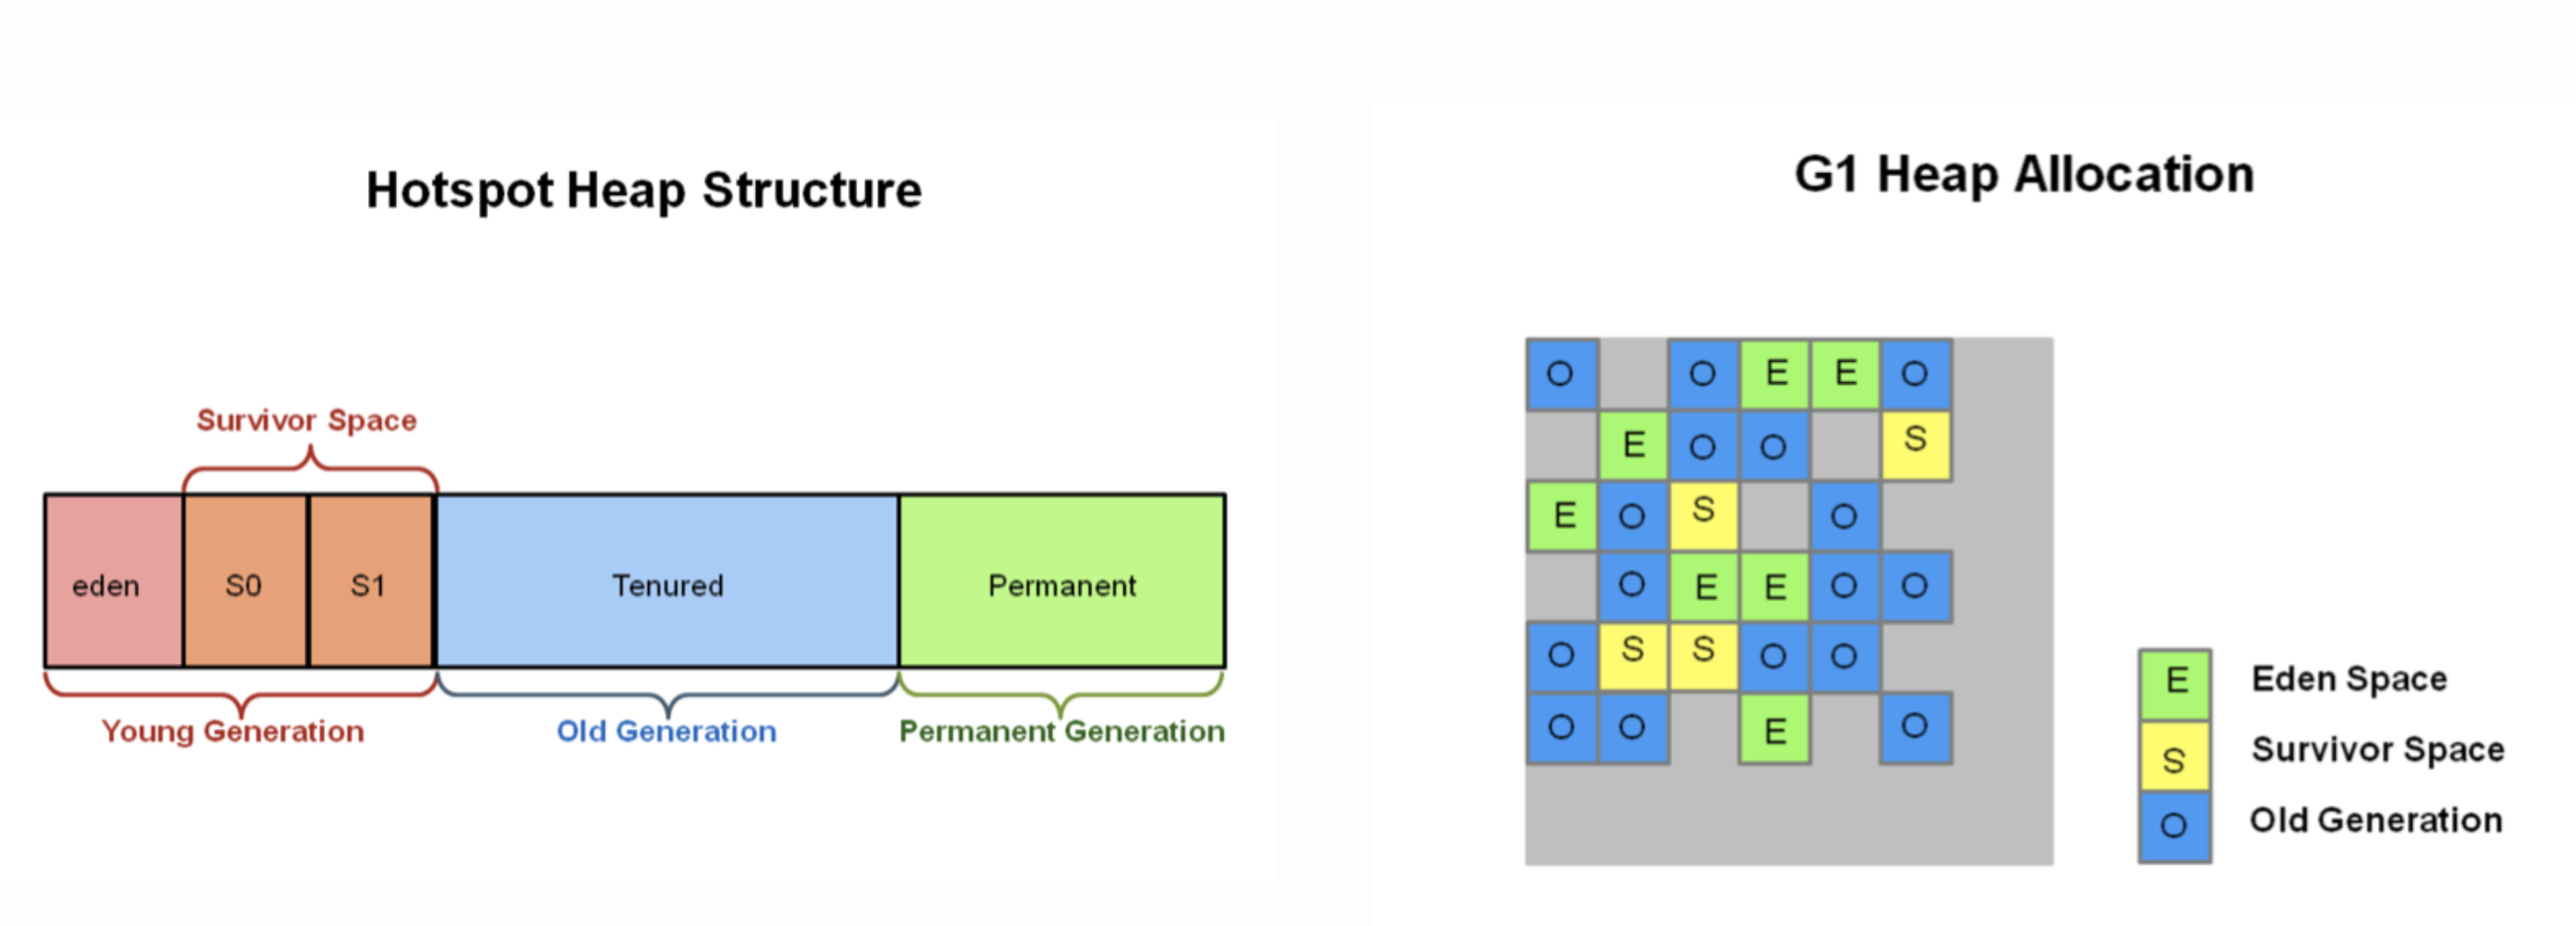 Hotspot Heap Structure
Survivor Space
eden S0 S1 Tenured Permanent
Young Generation Old Generation Permanent Generation
G1 Heap Allocation
O O E E O
E O O S
E O S O
O E E O O
O S S O O
O O E O
E Eden Space
S Survivor Space
O Old Generation